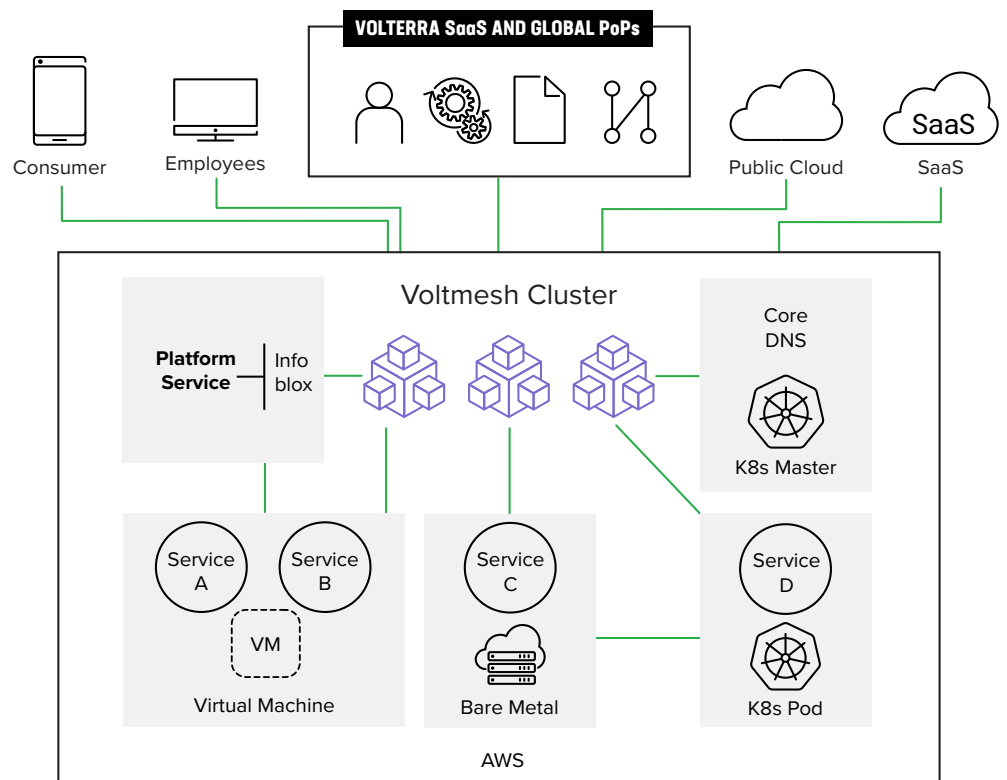 VOLTERRA SaaS AND GLOBAL PoPs
SaaS
Consumer
Employees
Public Cloud
SaaS
Voltmesh Cluster
Platform
Service
Info
blox
Core
DNS
K8s Master
Service
A
Service
B
VM
Virtual Machine
Service
C
Bare Metal
Service
D
K8s Pod
AWS